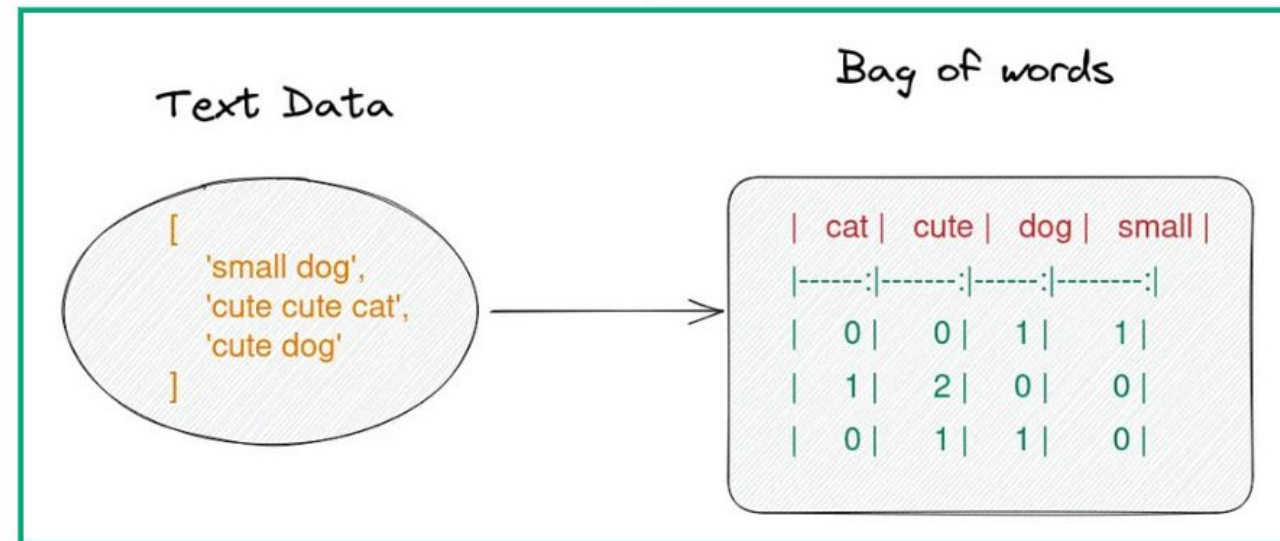 Text Data
[
'small dog',
'cute cute cat',
'cute dog'
]
Bag of words
| cat | cute | dog | small |
|------:|-------:|------:|--------:|
| 0 | 0 | 1 | 1 |
| 1 | 2 | 0 | 0 |
| 0 | 1 | 1 | 0 |